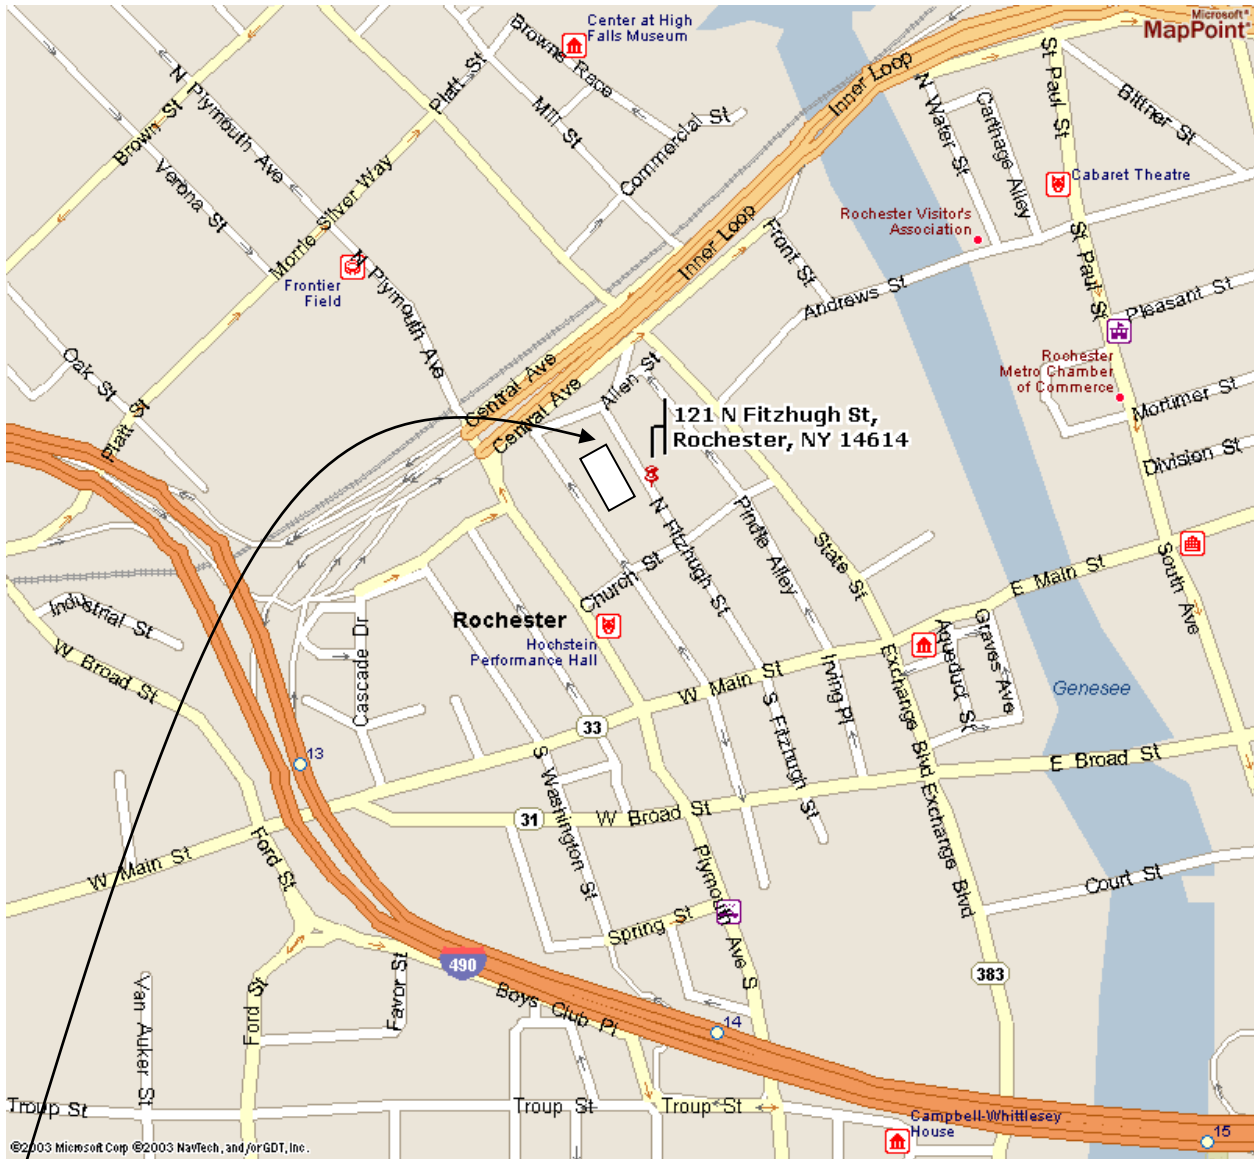 Microsoft®
MapPoint®
Center at High
Falls Museum
Browns Race
Platt St
Mill St
Commercial St
Inner Loop
N Water St
Carthage Alley
St Paul St
Bittner St
Brown St
N Plymouth Ave
Verona St
Morrie Silver Way
Cabaret Theatre
Rochester Visitor's
Association
Inner Loop
Front St
Andrews St
St Paul St
Pleasant St
Frontier
Field
N Plymouth Ave
Oak St
Platt St
Central Ave
Central Ave
Allen St
Rochester
Metro Chamber
of Commerce
Mortimer St
Division St
121 N Fitzhugh St,
Rochester, NY 14614
N Fitzhugh St
Pindle Alley
State St
Church St
E Main St
South Ave
Industrial St
W Broad St
Cascade Dr
Rochester
Hochstein
Performance Hall
W Main St
S Fitzhugh St
Irving Pl
Exchange Blvd
Aqueduct St
Graves Ave
Genesee
13
33
S Washington St
E Broad St
31
W Broad St
Exchange Blvd
Ford St
W Main St
Plymouth Ave S
Court St
Spring St
490
383
Van Auker St
Ford St
Favor St
Boys Club Pl
14
Troup St
Troup St
Troup St
Campbell-Whittlesey
House
15
©2003 Microsoft Corp ©2003 NavTech, and/or GDT, Inc.